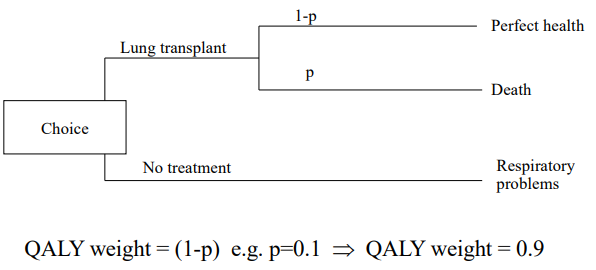 1-p
Perfect health
Lung transplant
p
Death
Choice
No treatment
Respiratory
problems
QALY weight = (1-p) e.g. p=0.1 ⇒ QALY weight = 0.9